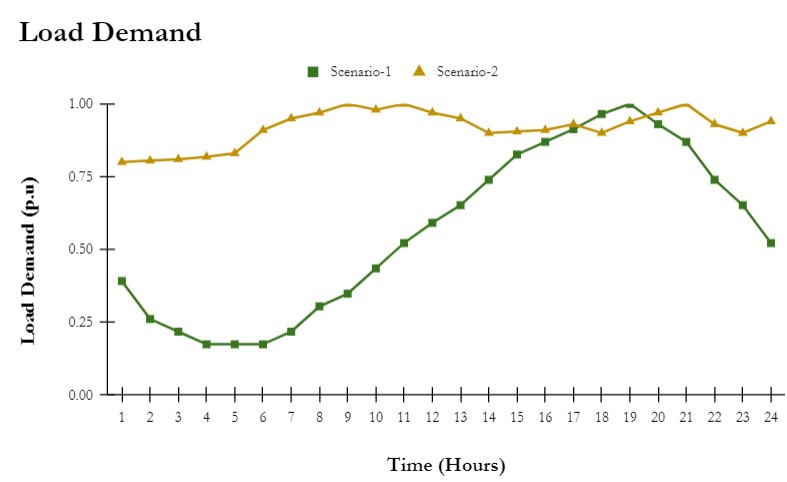 Load Demand
Scenario-1 Scenario-2
1.00
0.75
0.50
0.25
0.00
Load Demand (p.u)
1 2 3 4 5 6 7 8 9 10 11 12 13 14 15 16 17 18 19 20 21 22 23 24
Time (Hours)